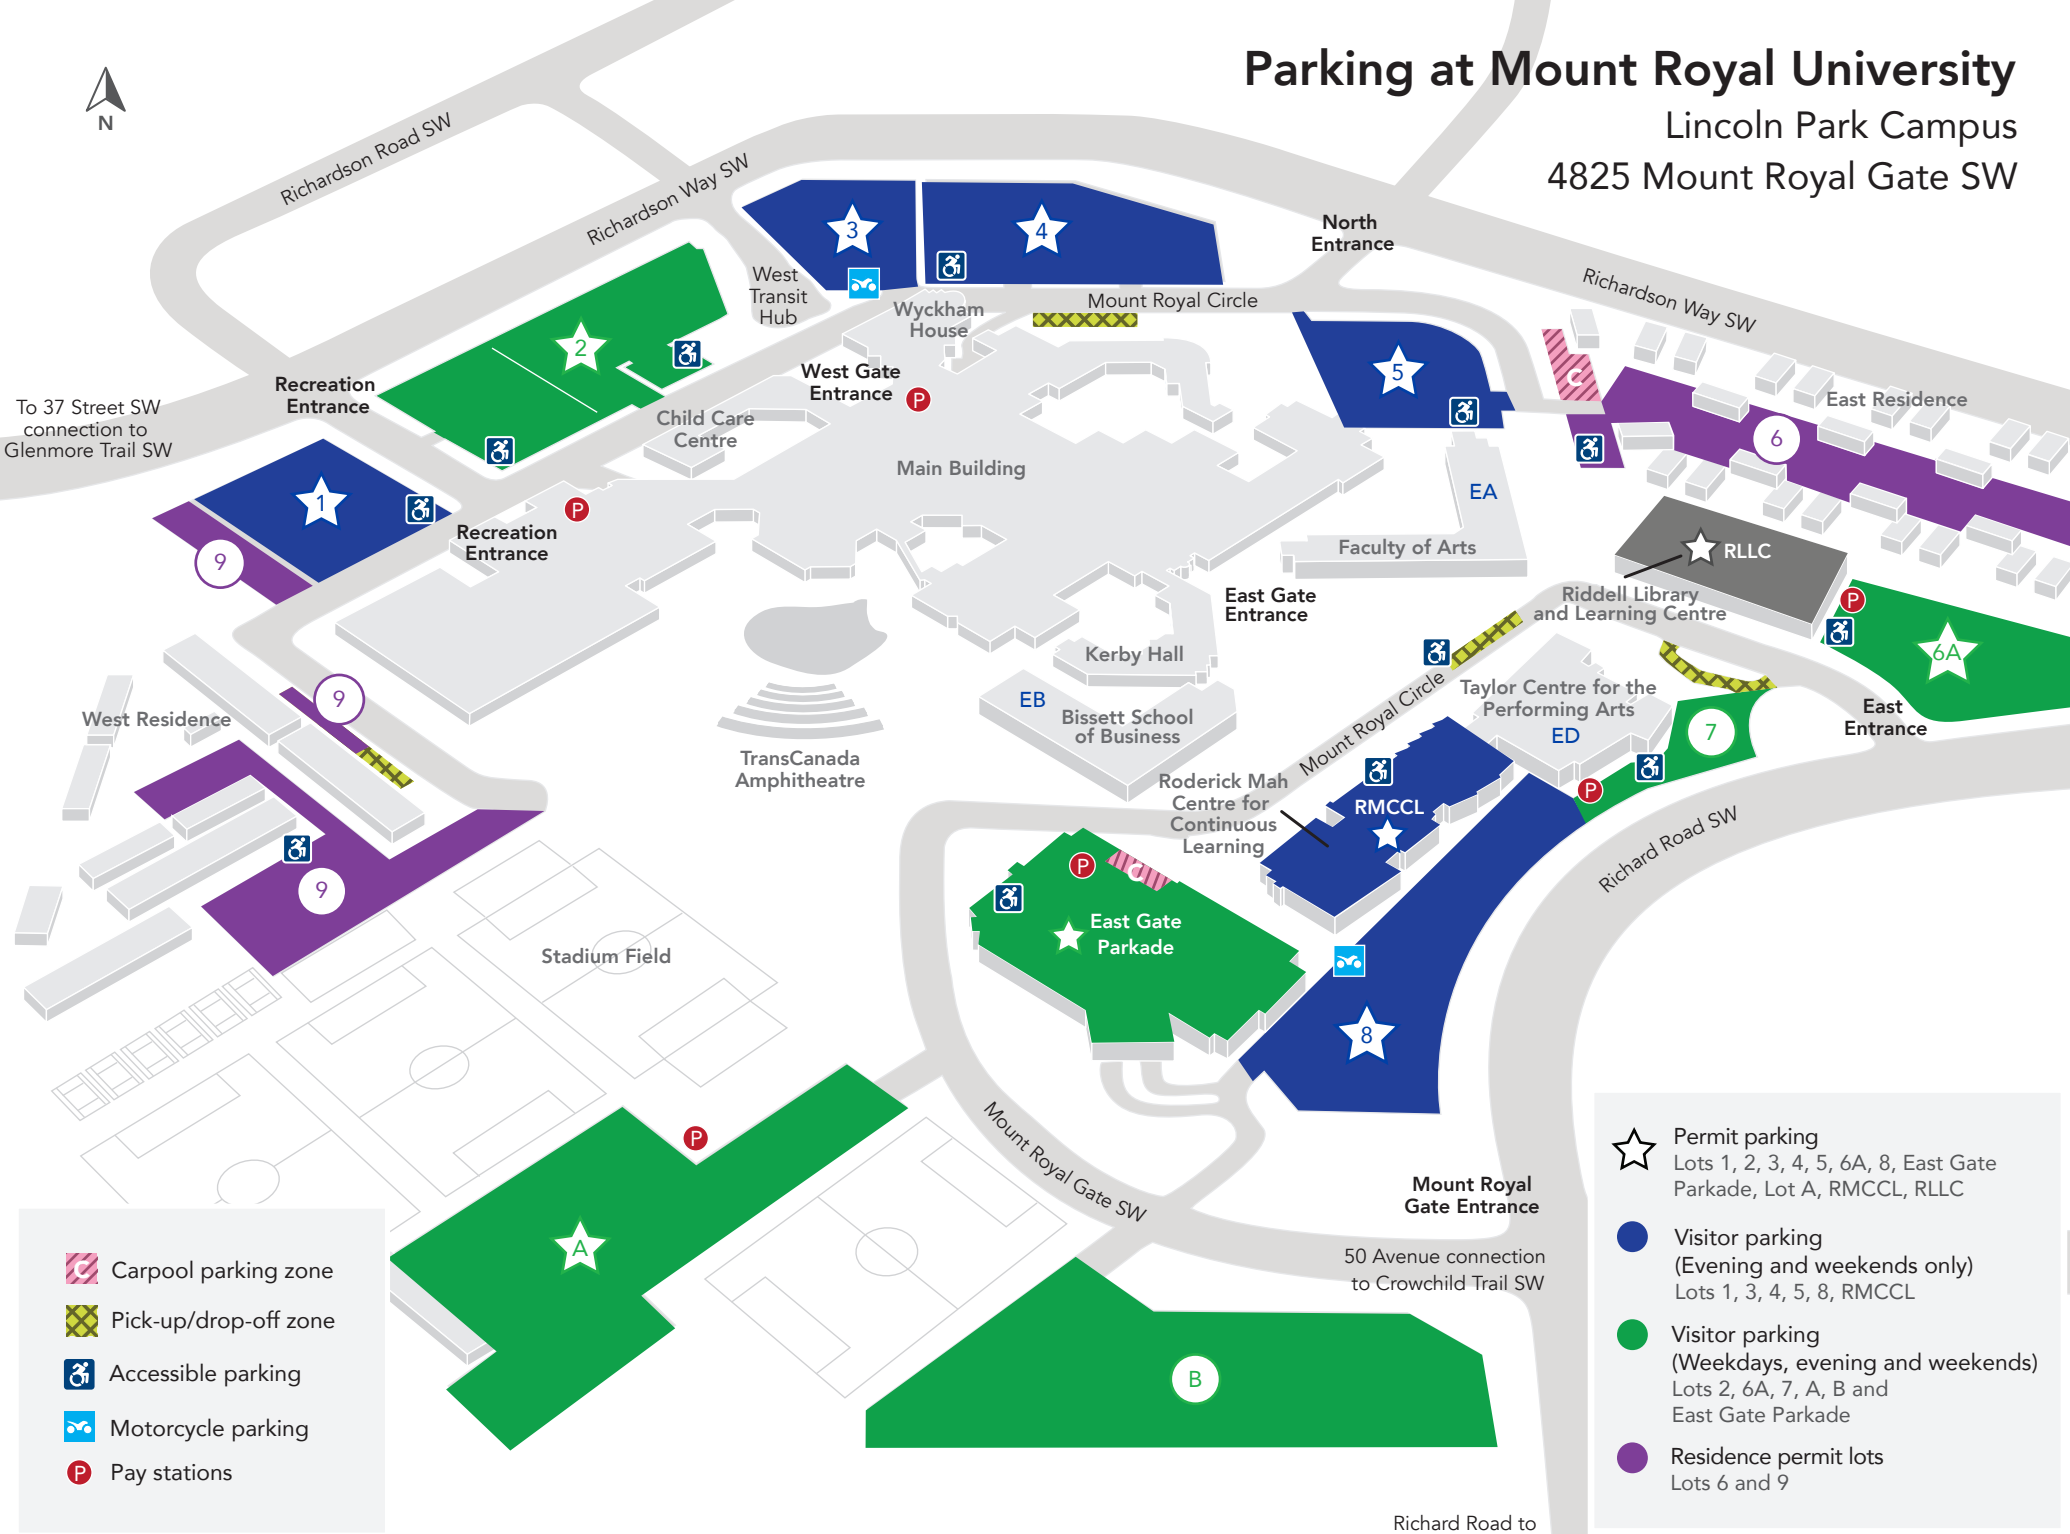 Parking at Mount Royal University
Lincoln Park Campus
4825 Mount Royal Gate SW
N
Richardson Road SW
Richardson Way SW
3
4
North
Entrance
West
Transit
Hub
Wyckham
House
Mount Royal Circle
Richardson Way SW
2
West Gate
Entrance
P
5
C
East Residence
6
Recreation
Entrance
To 37 Street SW
connection to
Glenmore Trail SW
Child Care
Centre
Main Building
EA
1
P
Recreation
Entrance
9
Faculty of Arts
RLLC
Riddell Library
and Learning Centre
P
East Gate
Entrance
6A
Kerby Hall
9
West Residence
EB
Bissett School
of Business
Mount Royal Circle
Taylor Centre for the
Performing Arts
ED
7
East
Entrance
TransCanada
Amphitheatre
Roderick Mah
Centre for
Continuous
Learning
RMCCL
P
Richard Road SW
9
P
C
East Gate
Parkade
Stadium Field
8
P
Mount Royal Gate SW
Mount Royal
Gate Entrance
50 Avenue connection
to Crowchild Trail SW
A
B
Richard Road to
C Carpool parking zone
Pick-up/drop-off zone
Accessible parking
Motorcycle parking
P Pay stations
Permit parking
Lots 1, 2, 3, 4, 5, 6A, 8, East Gate
Parkade, Lot A, RMCCL, RLLC
Visitor parking
(Evening and weekends only)
Lots 1, 3, 4, 5, 8, RMCCL
Visitor parking
(Weekdays, evening and weekends)
Lots 2, 6A, 7, A, B and
East Gate Parkade
Residence permit lots
Lots 6 and 9